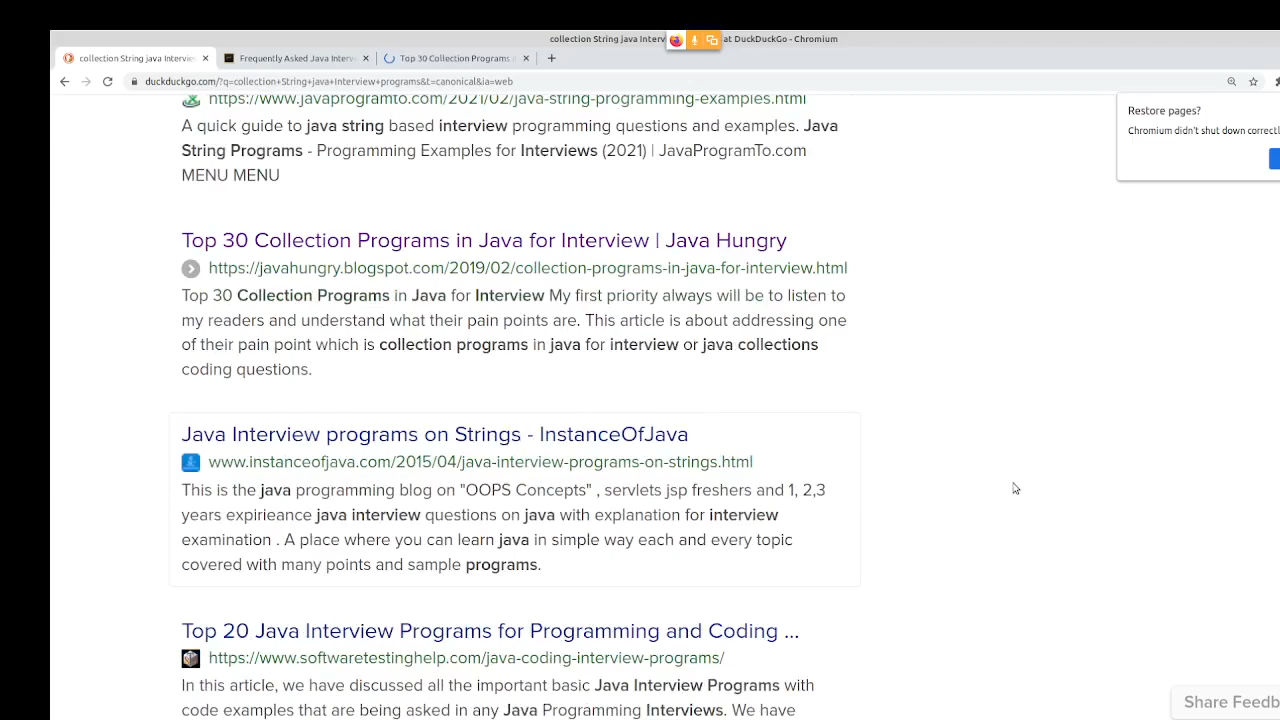 collection String java Interv at DuckDuckGo - Chromium
collection String java Intervie
Frequently Asked Java Interv
Top 30 Collection Programs
duckduckgo.com/?q=collection+String+java+Interview+programs&t=canonical&ia=web
https://www.javaprogramto.com/2021/02/java-string-programming-examples.html
A quick guide to java string based interview programming questions and examples. Java
String Programs - Programming Examples for Interviews (2021) | JavaProgramTo.com
MENU MENU
Restore pages?
Chromium didn't shut down correctl
Top 30 Collection Programs in Java for Interview | Java Hungry
https://javahungry.blogspot.com/2019/02/collection-programs-in-java-for-interview.html
Top 30 Collection Programs in Java for Interview My first priority always will be to listen to
my readers and understand what their pain points are. This article is about addressing one
of their pain point which is collection programs in java for interview or java collections
coding questions.
Java Interview programs on Strings - InstanceOfJava
www.instanceofjava.com/2015/04/java-interview-programs-on-strings.html
This is the java programming blog on "OOPS Concepts" , servlets jsp freshers and 1, 2,3
years expirieance java interview questions on java with explanation for interview
examination . A place where you can learn java in simple way each and every topic
covered with many points and sample programs.
Top 20 Java Interview Programs for Programming and Coding ...
https://www.softwaretestinghelp.com/java-coding-interview-programs/
In this article, we have discussed all the important basic Java Interview Programs with
code examples that are being asked in any Java Programming Interviews. We have
Share Feedb